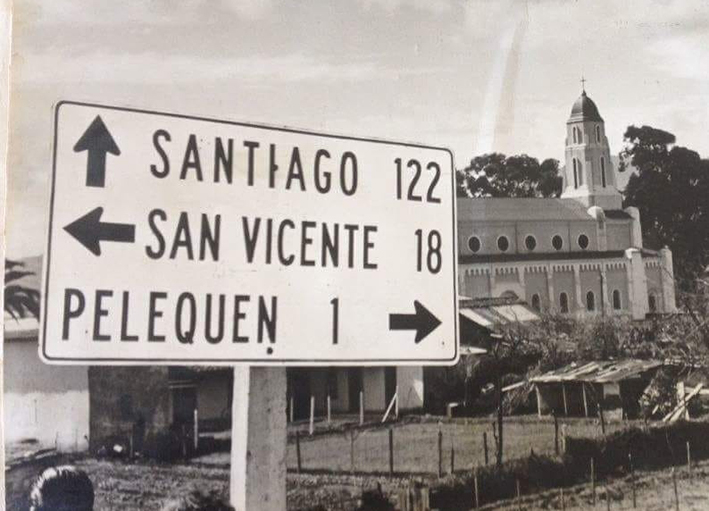 SANTIAGO 122
SAN VICENTE 18
PELEQUEN 1